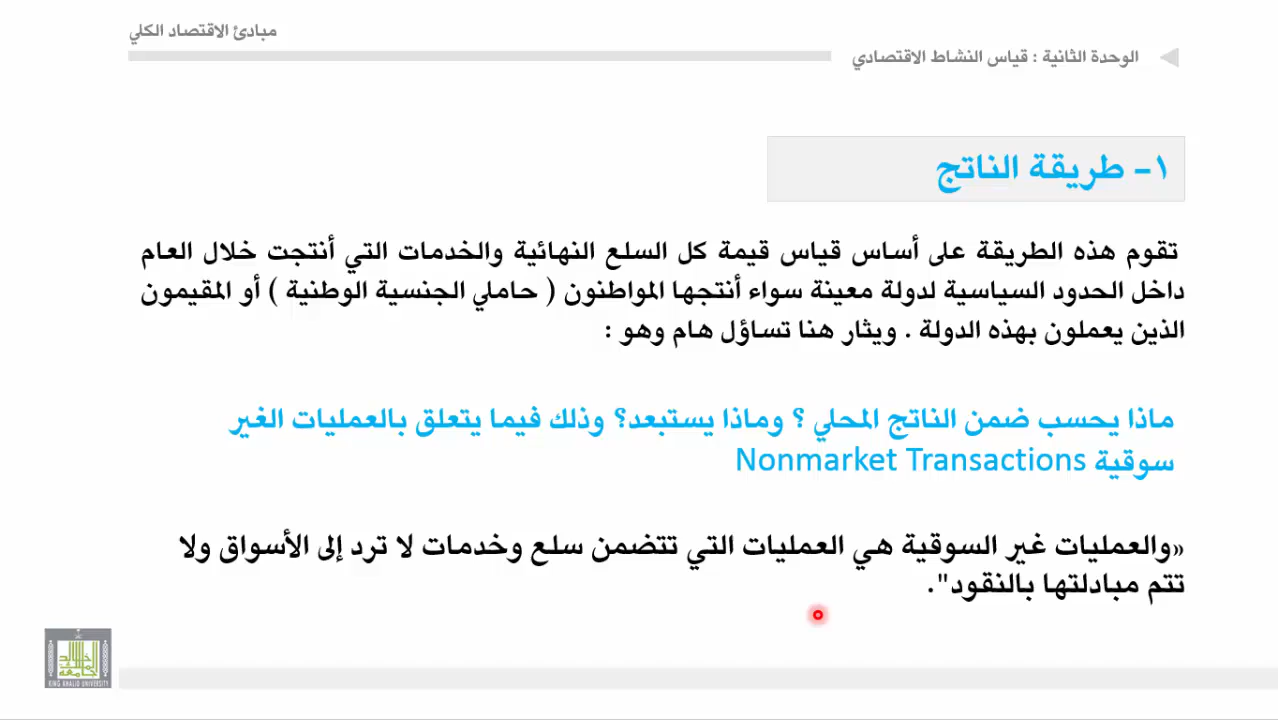 مبادئ الاقتصاد الكلي
الوحدة الثانية : قياس النشاط الاقتصادي
١- طريقة الناتج
تقوم هذه الطريقة على أساس قياس قيمة كل السلع النهائية والخدمات التي أنتجت خلال العام
داخل الحدود السياسية لدولة معينة سواء أنتجها المواطنون ( حاملي الجنسية الوطنية ) أو المقيمون
الذين يعملون بهذه الدولة . ويثار هنا تساؤل هام وهو :
ماذا يحسب ضمن الناتج المحلي ؟ وماذا يستبعد؟ وذلك فيما يتعلق بالعمليات الغير
سوقية Nonmarket Transactions
«والعمليات غير السوقية هي العمليات التي تتضمن سلع وخدمات لا ترد إلى الأسواق ولا
تتم مبادلتها بالنقود".
KING KHALID UNIVERSITY